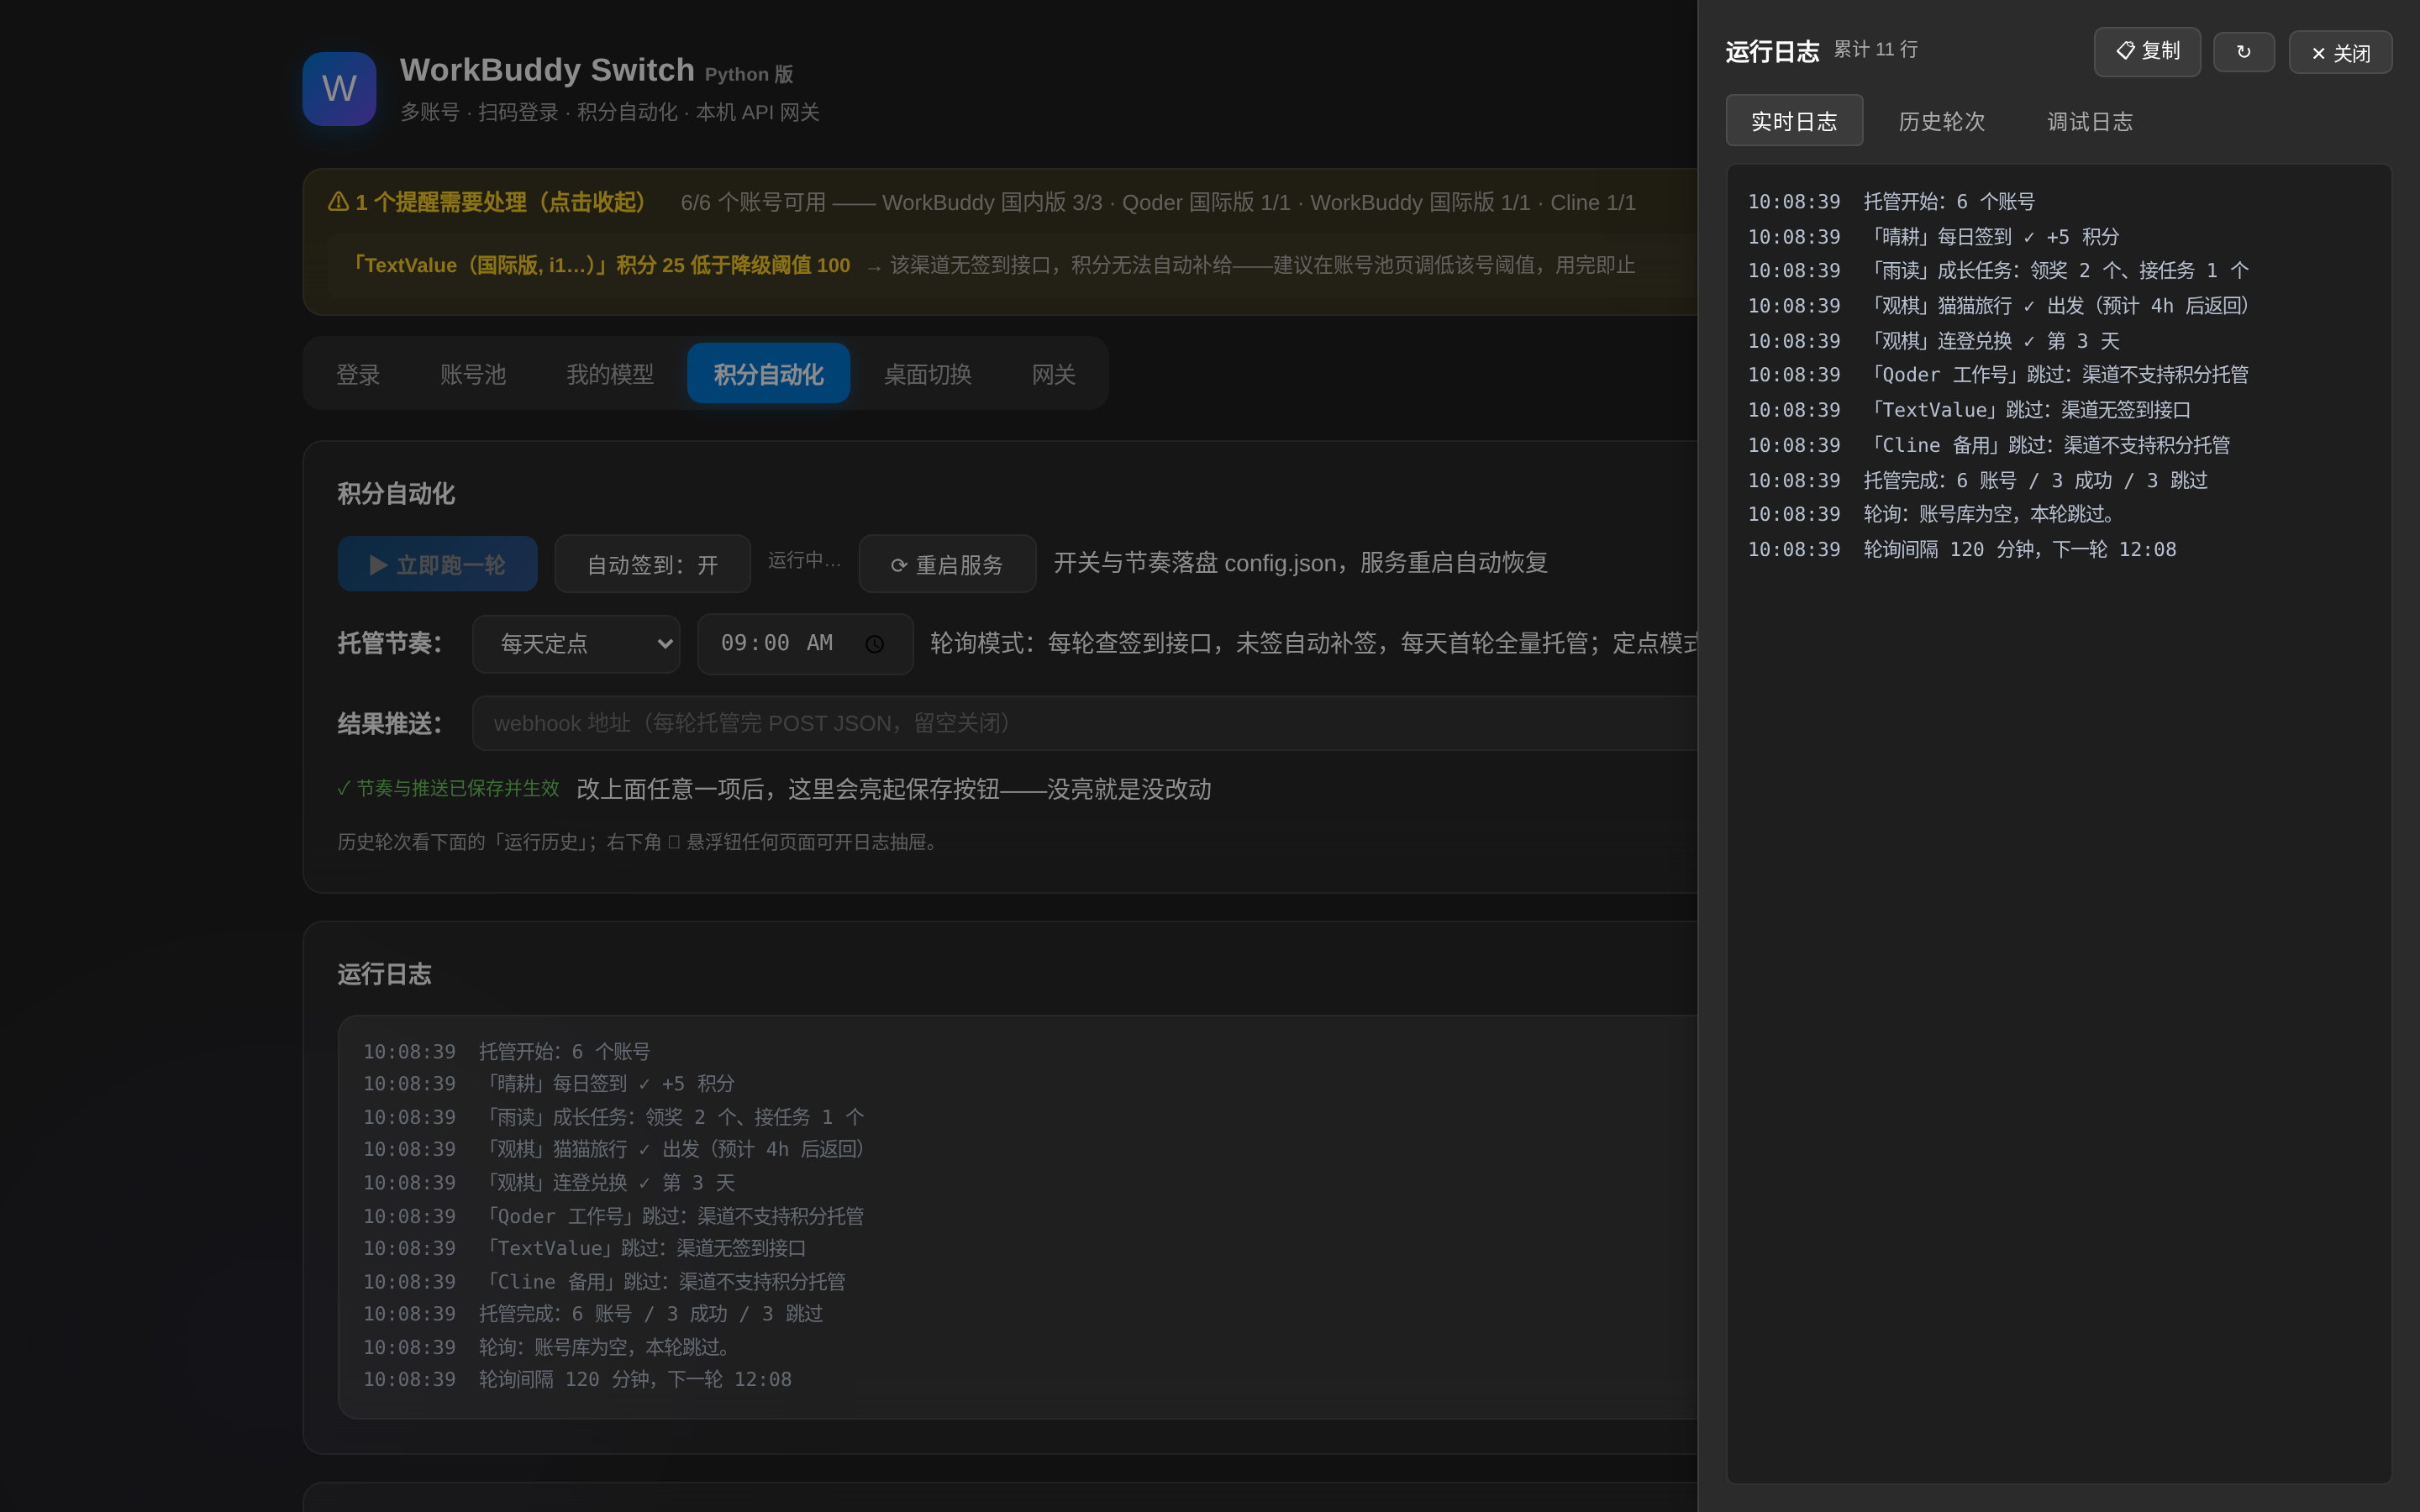 W
WorkBuddy Switch Python 版
多账号 · 扫码登录 · 积分自动化 · 本机 API 网关
⚠ 1 个提醒需要处理（点击收起） 6/6 个账号可用 —— WorkBuddy 国内版 3/3 · Qoder 国际版 1/1 · WorkBuddy 国际版 1/1 · Cline 1/1
「TextValue（国际版, i1…）」积分 25 低于降级阈值 100 → 该渠道无签到接口，积分无法自动补给——建议在账号池页调低该号阈值，用完即止
登录 账号池 我的模型 积分自动化 桌面切换 网关
积分自动化
▶ 立即跑一轮 自动签到：开 运行中… ⟳ 重启服务 开关与节奏落盘 config.json，服务重启自动恢复
托管节奏： 每天定点 09:00 AM 轮询模式：每轮查签到接口，未签自动补签，每天首轮全量托管；定点模式
结果推送： webhook 地址（每轮托管完 POST JSON，留空关闭）
✓ 节奏与推送已保存并生效 改上面任意一项后，这里会亮起保存按钮——没亮就是没改动
历史轮次看下面的「运行历史」；右下角 悬浮钮任何页面可开日志抽屉。
运行日志
10:08:39 托管开始：6 个账号
10:08:39 「晴耕」每日签到 ✓ +5 积分
10:08:39 「雨读」成长任务：领奖 2 个、接任务 1 个
10:08:39 「观棋」猫猫旅行 ✓ 出发（预计 4h 后返回）
10:08:39 「观棋」连登兑换 ✓ 第 3 天
10:08:39 「Qoder 工作号」跳过：渠道不支持积分托管
10:08:39 「TextValue」跳过：渠道无签到接口
10:08:39 「Cline 备用」跳过：渠道不支持积分托管
10:08:39 托管完成：6 账号 / 3 成功 / 3 跳过
10:08:39 轮询：账号库为空，本轮跳过。
10:08:39 轮询间隔 120 分钟，下一轮 12:08
运行日志 累计 11 行 复制 ↻ ✕ 关闭
实时日志 历史轮次 调试日志
10:08:39 托管开始：6 个账号
10:08:39 「晴耕」每日签到 ✓ +5 积分
10:08:39 「雨读」成长任务：领奖 2 个、接任务 1 个
10:08:39 「观棋」猫猫旅行 ✓ 出发（预计 4h 后返回）
10:08:39 「观棋」连登兑换 ✓ 第 3 天
10:08:39 「Qoder 工作号」跳过：渠道不支持积分托管
10:08:39 「TextValue」跳过：渠道无签到接口
10:08:39 「Cline 备用」跳过：渠道不支持积分托管
10:08:39 托管完成：6 账号 / 3 成功 / 3 跳过
10:08:39 轮询：账号库为空，本轮跳过。
10:08:39 轮询间隔 120 分钟，下一轮 12:08